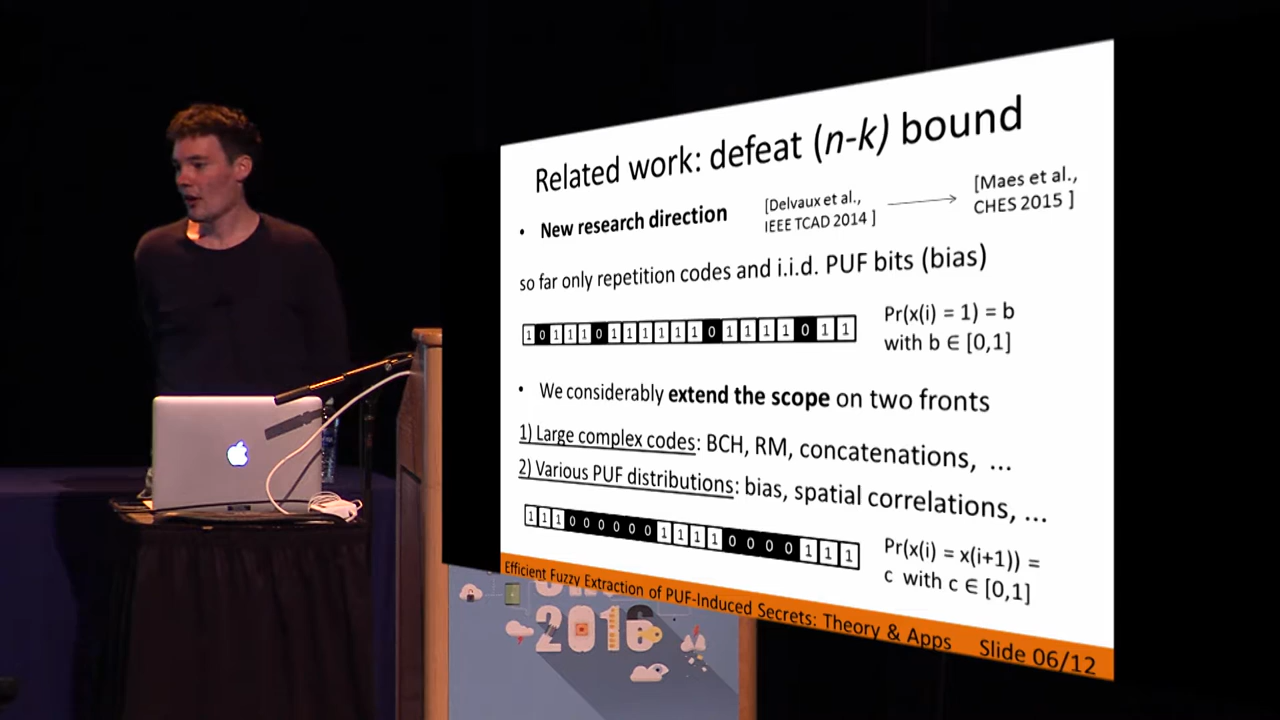 Related work: defeat (n-k) bound
• New research direction
[Delvaux et al.,
IEEE TCAD 2014 ]
[Maes et al.,
CHES 2015 ]
so far only repetition codes and i.i.d. PUF bits (bias)
1 0 1 1 1 0 1 1 1 1 1 1 0 1 1 1 1 0 1 1
Pr(x(i) = 1) = b
with b ∈ [0,1]
• We considerably extend the scope on two fronts
1) Large complex codes: BCH, RM, concatenations, ...
2) Various PUF distributions: bias, spatial correlations, ...
1 1 1 0 0 0 0 0 0 1 1 1 1 0 0 0 0 1 1 1
Pr(x(i) = x(i+1)) =
c with c ∈ [0,1]
Efficient Fuzzy Extraction of PUF-Induced Secrets: Theory & Apps Slide 06/12
2016